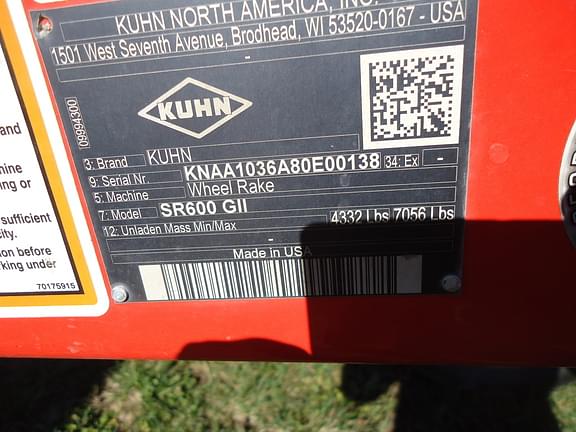 KUHN NORTH AMERICA, INC.
1501 West Seventh Avenue, Brodhead, WI 53520-0167 - USA
-
09994300
KUHN
3: Brand KUHN
9: Serial Nr. KNAA1036A80E00138 34: Ex -
5: Machine Wheel Rake
7: Model SR600 GII
12: Unladen Mass Min/Max 4332 Lbs 7056 Lbs
-
Made in USA
and
hine
ing or
sufficient
ity.
on before
rking under
70175915